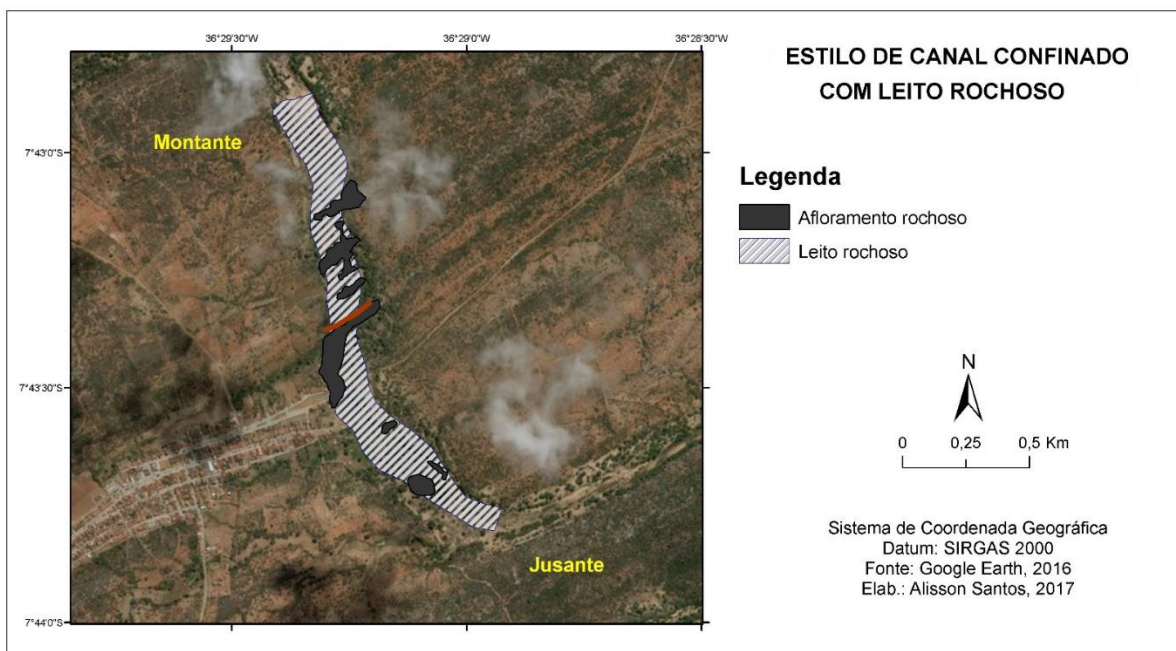 36°29'30"W
36°29'0"W
36°28'30"W
ESTILO DE CANAL CONFINADO
COM LEITO ROCHOSO
Montante
7°43'0"S
Legenda
Afloramento rochoso
Leito rochoso
7°43'30"S
N
0 0,25 0,5 Km
Sistema de Coordenada Geográfica
Datum: SIRGAS 2000
Fonte: Google Earth, 2016
Elab.: Alisson Santos, 2017
Jusante
7°44'0"S